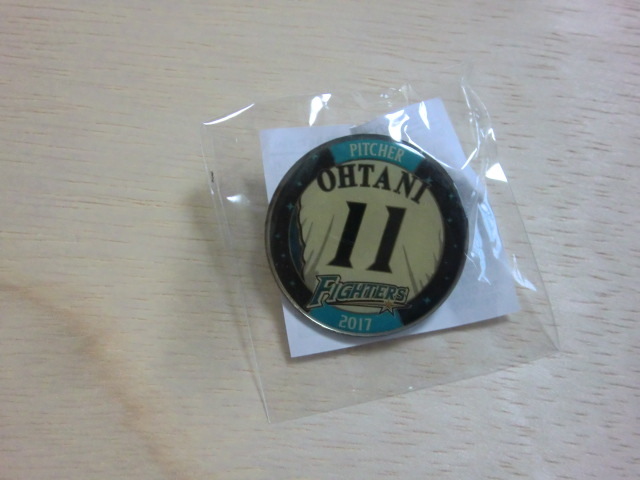 PITCHER
OHTANI
11
FIGHTERS
2017